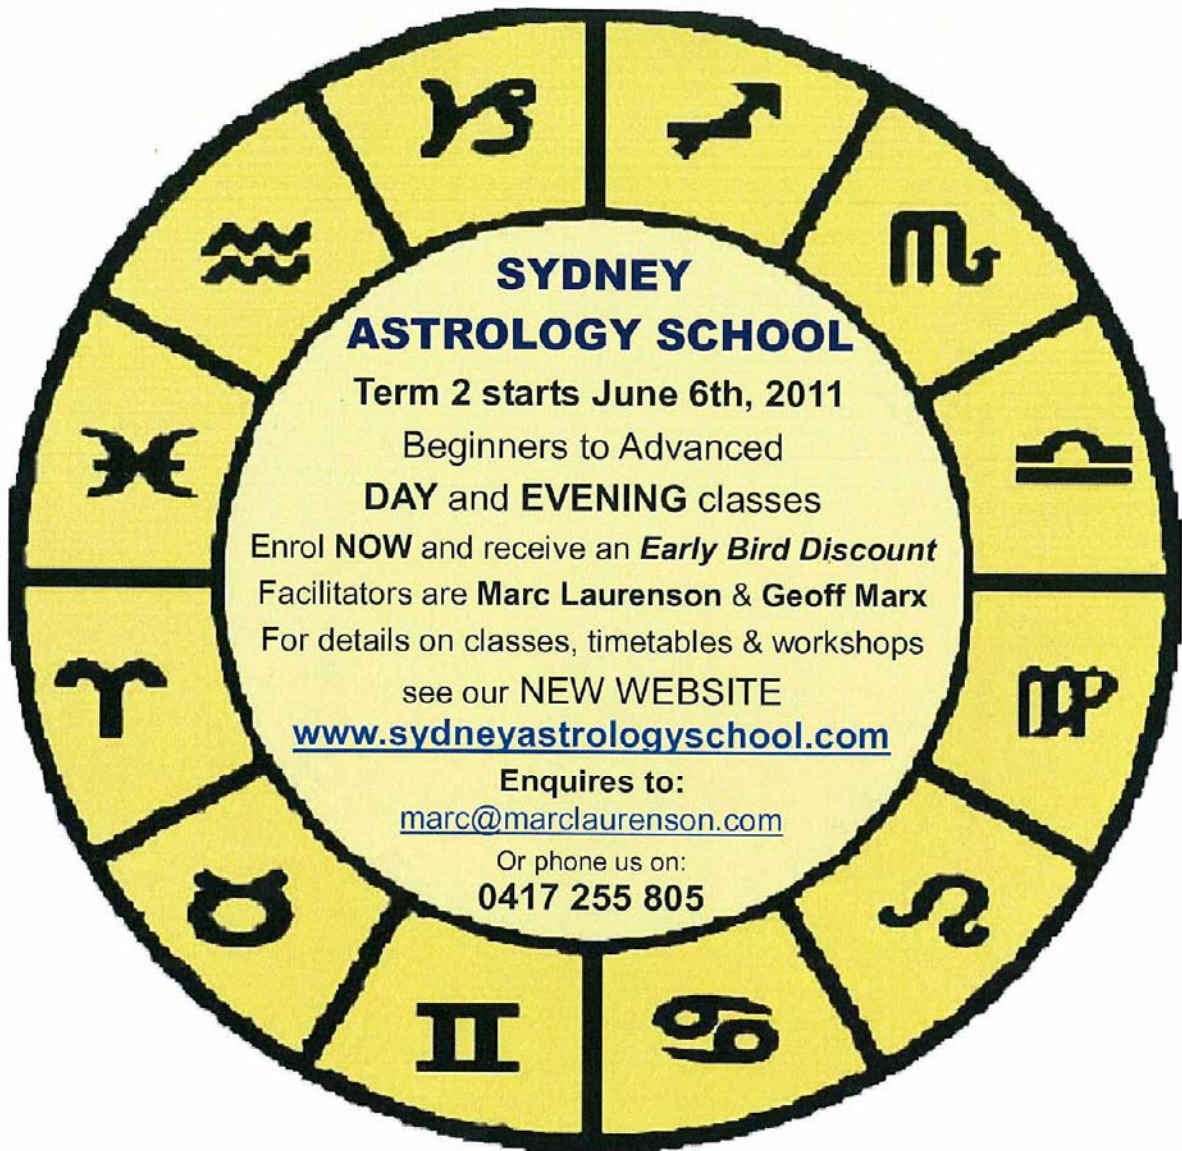 SYDNEY
ASTROLOGY SCHOOL
Term 2 starts June 6th, 2011
Beginners to Advanced
DAY and EVENING classes
Enrol NOW and receive an Early Bird Discount
Facilitators are Marc Laurenson & Geoff Marx
For details on classes, timetables & workshops
see our NEW WEBSITE
www.sydneyastrologyschool.com
Enquires to:
marc@marclaurenson.com
Or phone us on:
0417 255 805